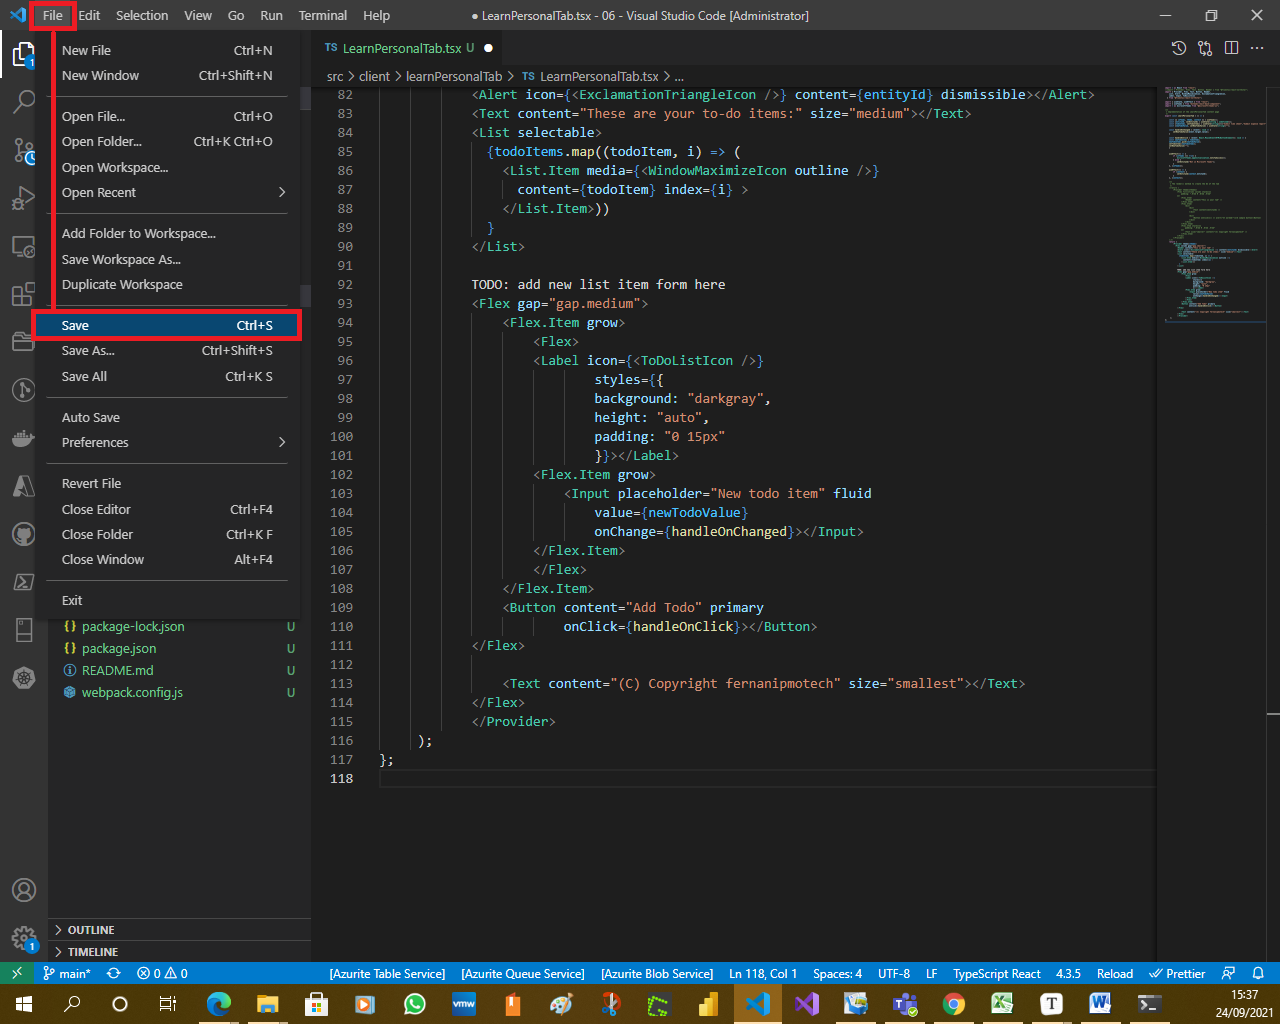 File Edit Selection View Go Run Terminal Help
● LearnPersonalTab.tsx - 06 - Visual Studio Code [Administrator]
New File Ctrl+N
New Window Ctrl+Shift+N
Open File... Ctrl+O
Open Folder... Ctrl+K Ctrl+O
Open Workspace...
Open Recent
Add Folder to Workspace...
Save Workspace As...
Duplicate Workspace
Save Ctrl+S
Save As... Ctrl+Shift+S
Save All Ctrl+K S
Auto Save
Preferences
Revert File
Close Editor Ctrl+F4
Close Folder Ctrl+K F
Close Window Alt+F4
Exit
{} package-lock.json U
{} package.json U
README.md U
webpack.config.js U
OUTLINE
TIMELINE
TS LearnPersonalTab.tsx U ●
src > client > learnPersonalTab > TS LearnPersonalTab.tsx > ...
82 <Alert icon={<ExclamationTriangleIcon />} content={entityId} dismissible></Alert>
83 <Text content="These are your to-do items:" size="medium"></Text>
84 <List selectable>
85 {todoItems.map((todoItem, i) => (
86 <List.Item media={<WindowMaximizeIcon outline />}
87 content={todoItem} index={i} >
88 </List.Item>))
89 }
90 </List>
91
92 TODO: add new list item form here
93 <Flex gap="gap.medium">
94 <Flex.Item grow>
95 <Flex>
96 <Label icon={<ToDoListIcon />}
97 styles={{
98 background: "darkgray",
99 height: "auto",
100 padding: "0 15px"
101 }}></Label>
102 <Flex.Item grow>
103 <Input placeholder="New todo item" fluid
104 value={newTodoValue}
105 onChange={handleOnChanged}></Input>
106 </Flex.Item>
107 </Flex>
108 </Flex.Item>
109 <Button content="Add Todo" primary
110 onClick={handleOnClick}></Button>
111 </Flex>
112
113 <Text content="(C) Copyright fernanipmotech" size="smallest"></Text>
114 </Flex>
115 </Provider>
116 );
117 };
118
1
1
main* 0 0 [Azurite Table Service] [Azurite Queue Service] [Azurite Blob Service] Ln 118, Col 1 Spaces: 4 UTF-8 LF TypeScript React 4.3.5 Reload Prettier
vmw
T
15:37
24/09/2021